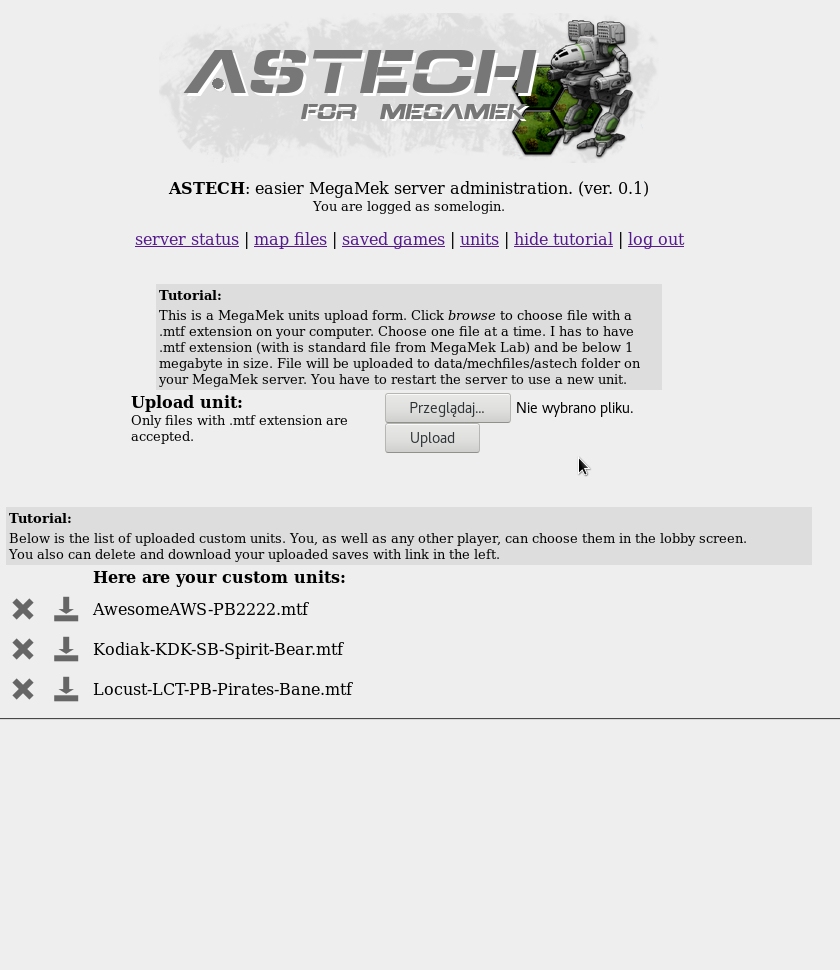 ASTECH
FOR MEGAMEK
ASTECH: easier MegaMek server administration. (ver. 0.1)
You are logged as somelogin.
server status | map files | saved games | units | hide tutorial | log out
Tutorial:
This is a MegaMek units upload form. Click browse to choose file with a
.mtf extension on your computer. Choose one file at a time. I has to have
.mtf extension (with is standard file from MegaMek Lab) and be below 1
megabyte in size. File will be uploaded to data/mechfiles/astech folder on
your MegaMek server. You have to restart the server to use a new unit.
Upload unit:
Only files with .mtf extension are
accepted.
Przeglądaj... Nie wybrano pliku.
Upload
Tutorial:
Below is the list of uploaded custom units. You, as well as any other player, can choose them in the lobby screen.
You also can delete and download your uploaded saves with link in the left.
Here are your custom units:
AwesomeAWS-PB2222.mtf
Kodiak-KDK-SB-Spirit-Bear.mtf
Locust-LCT-PB-Pirates-Bane.mtf